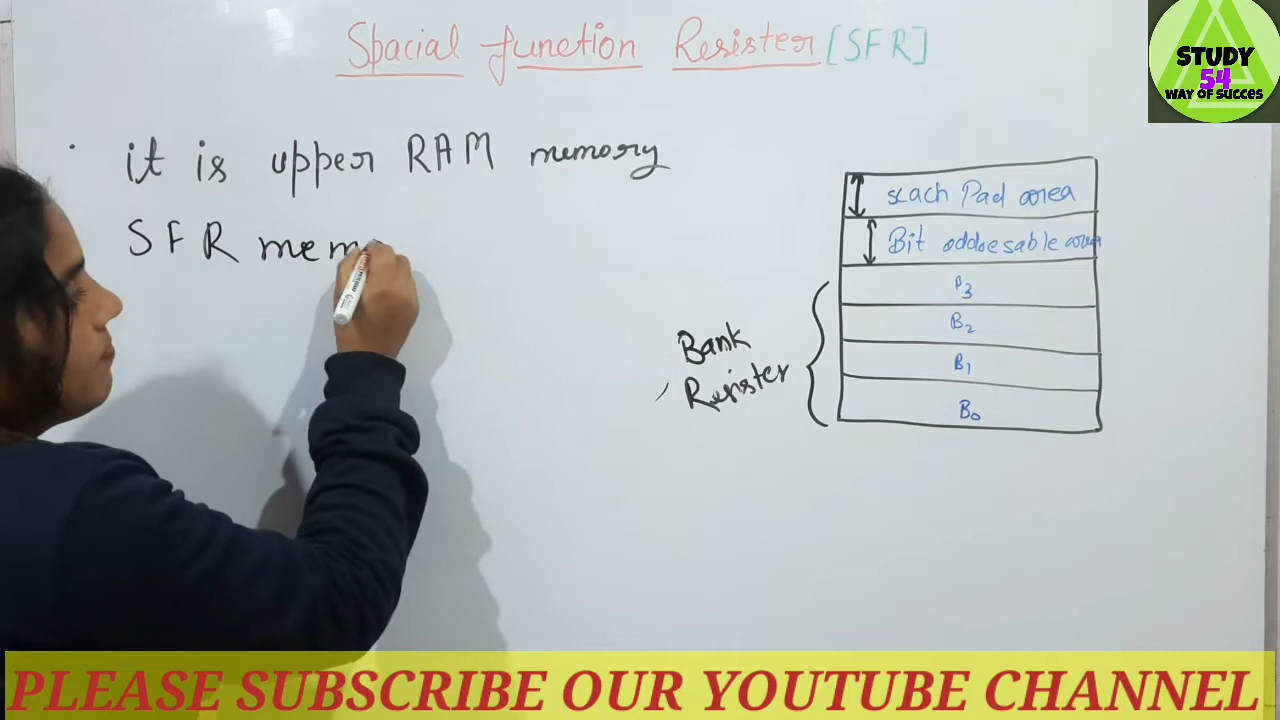 Spacial function Resister [SFR]
STUDY
54
WAY OF SUCCES
it is upper RAM memory
SFR mem
Scach Pad area
Bit addresable area
B3
B2
B1
B0
Bank
Resister
PLEASE SUBSCRIBE OUR YOUTUBE CHANNEL